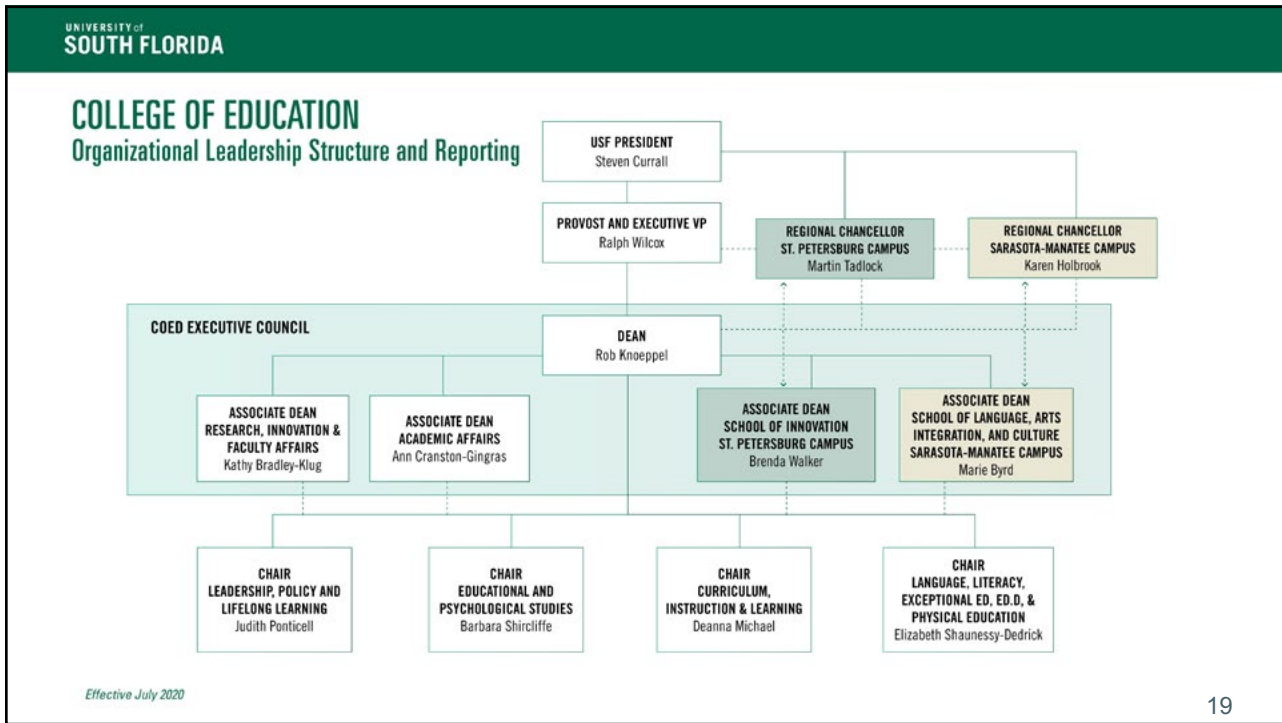 UNIVERSITY of
SOUTH FLORIDA
COLLEGE OF EDUCATION
Organizational Leadership Structure and Reporting
USF PRESIDENT
Steven Currall
PROVOST AND EXECUTIVE VP
Ralph Wilcox
REGIONAL CHANCELLOR
ST. PETERSBURG CAMPUS
Martin Tadlock
REGIONAL CHANCELLOR
SARASOTA-MANATEE CAMPUS
Karen Holbrook
COED EXECUTIVE COUNCIL
DEAN
Rob Knoeppel
ASSOCIATE DEAN
RESEARCH, INNOVATION &
FACULTY AFFAIRS
Kathy Bradley-Klug
ASSOCIATE DEAN
ACADEMIC AFFAIRS
Ann Cranston-Gingras
ASSOCIATE DEAN
SCHOOL OF INNOVATION
ST. PETERSBURG CAMPUS
Brenda Walker
ASSOCIATE DEAN
SCHOOL OF LANGUAGE, ARTS
INTEGRATION, AND CULTURE
SARASOTA-MANATEE CAMPUS
Marie Byrd
CHAIR
LEADERSHIP, POLICY AND
LIFELONG LEARNING
Judith Ponticell
CHAIR
EDUCATIONAL AND
PSYCHOLOGICAL STUDIES
Barbara Shircliffe
CHAIR
CURRICULUM,
INSTRUCTION & LEARNING
Deanna Michael
CHAIR
LANGUAGE, LITERACY,
EXCEPTIONAL ED, ED.D, &
PHYSICAL EDUCATION
Elizabeth Shaunessy-Dedrick
Effective July 2020
19